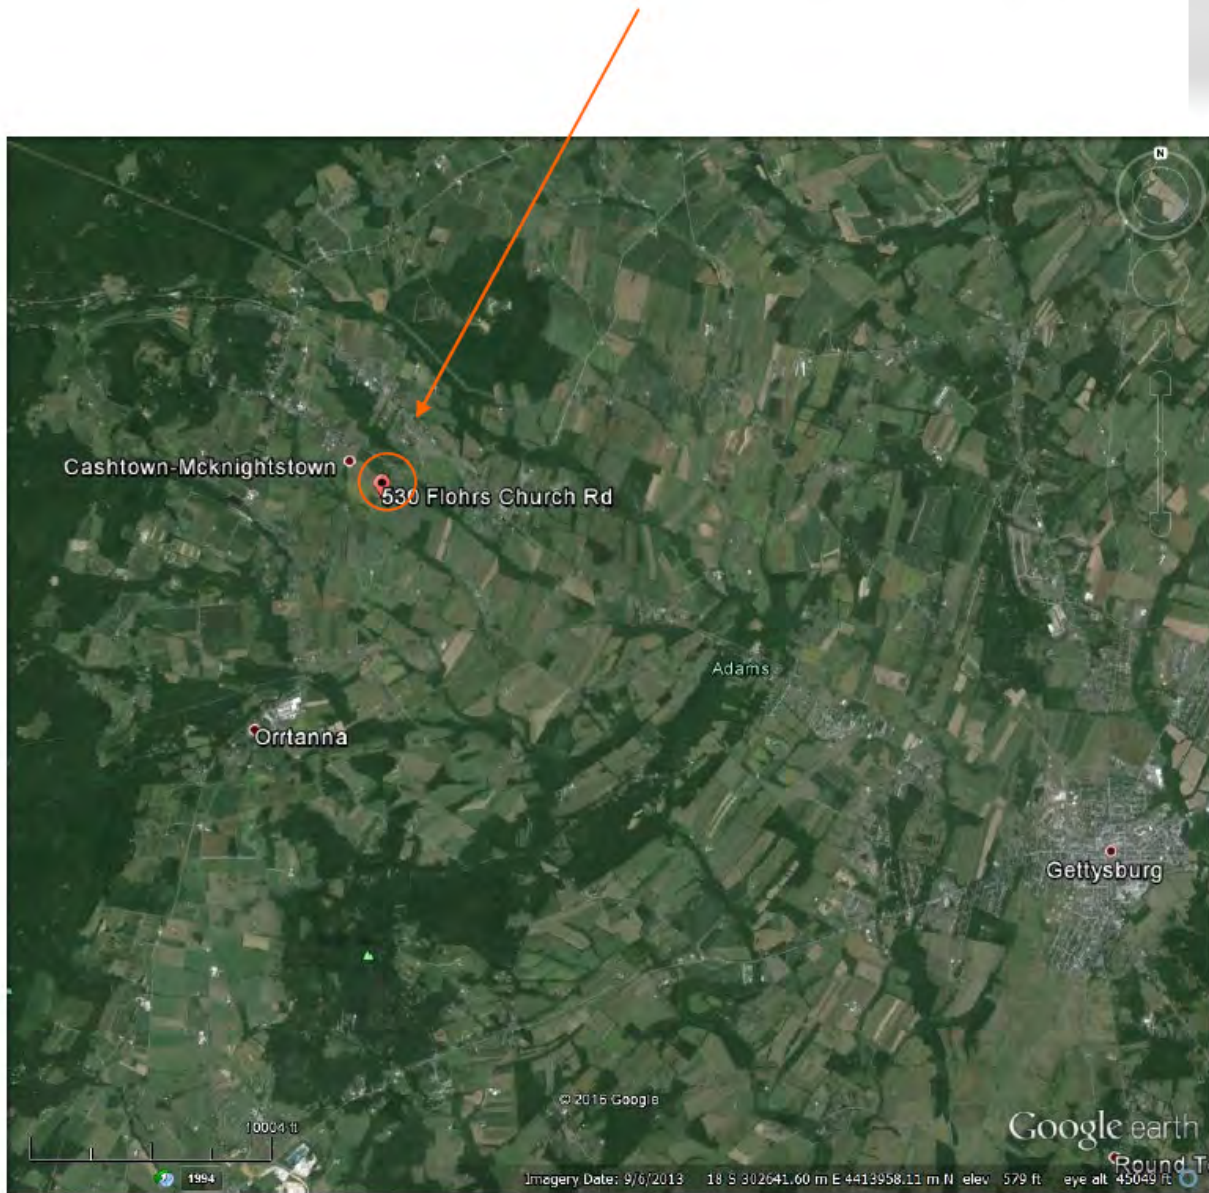 N
Cashtown-Mcknightstown
530 Flohrs Church Rd
Adams
Orrtanna
Gettysburg
© 2016 Google
10004 ft
Google earth
Round T
1994
Imagery Date: 9/6/2013 18 S 302641.60 m E 4413958.11 m N elev 579 ft eye alt 45049 ft